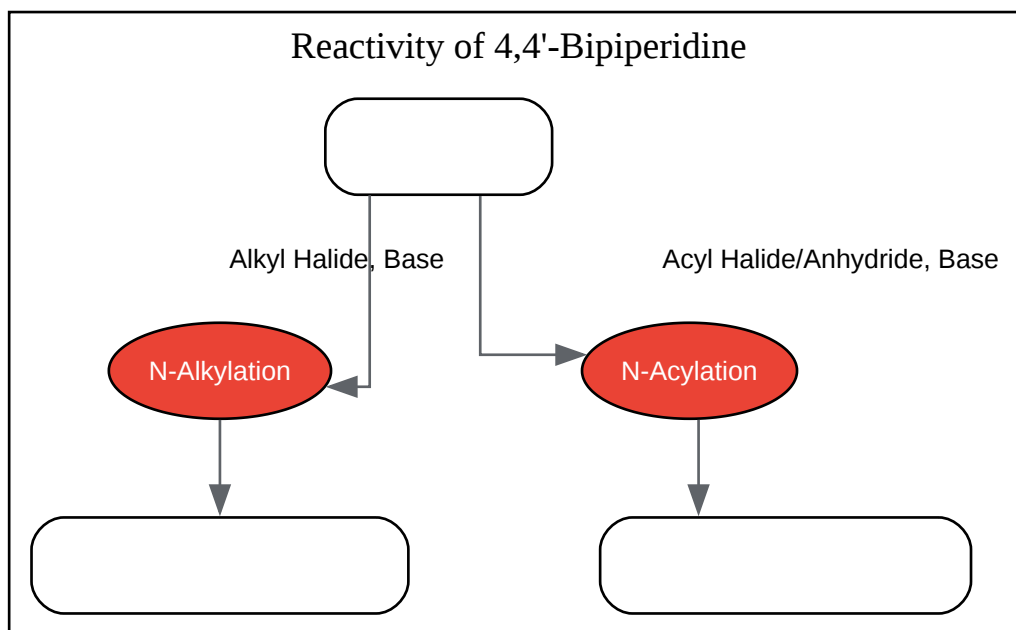 Reactivity of 4,4'-Bipiperidine
Alkyl Halide, Base
Acyl Halide/Anhydride, Base
N-Alkylation
N-Acylation